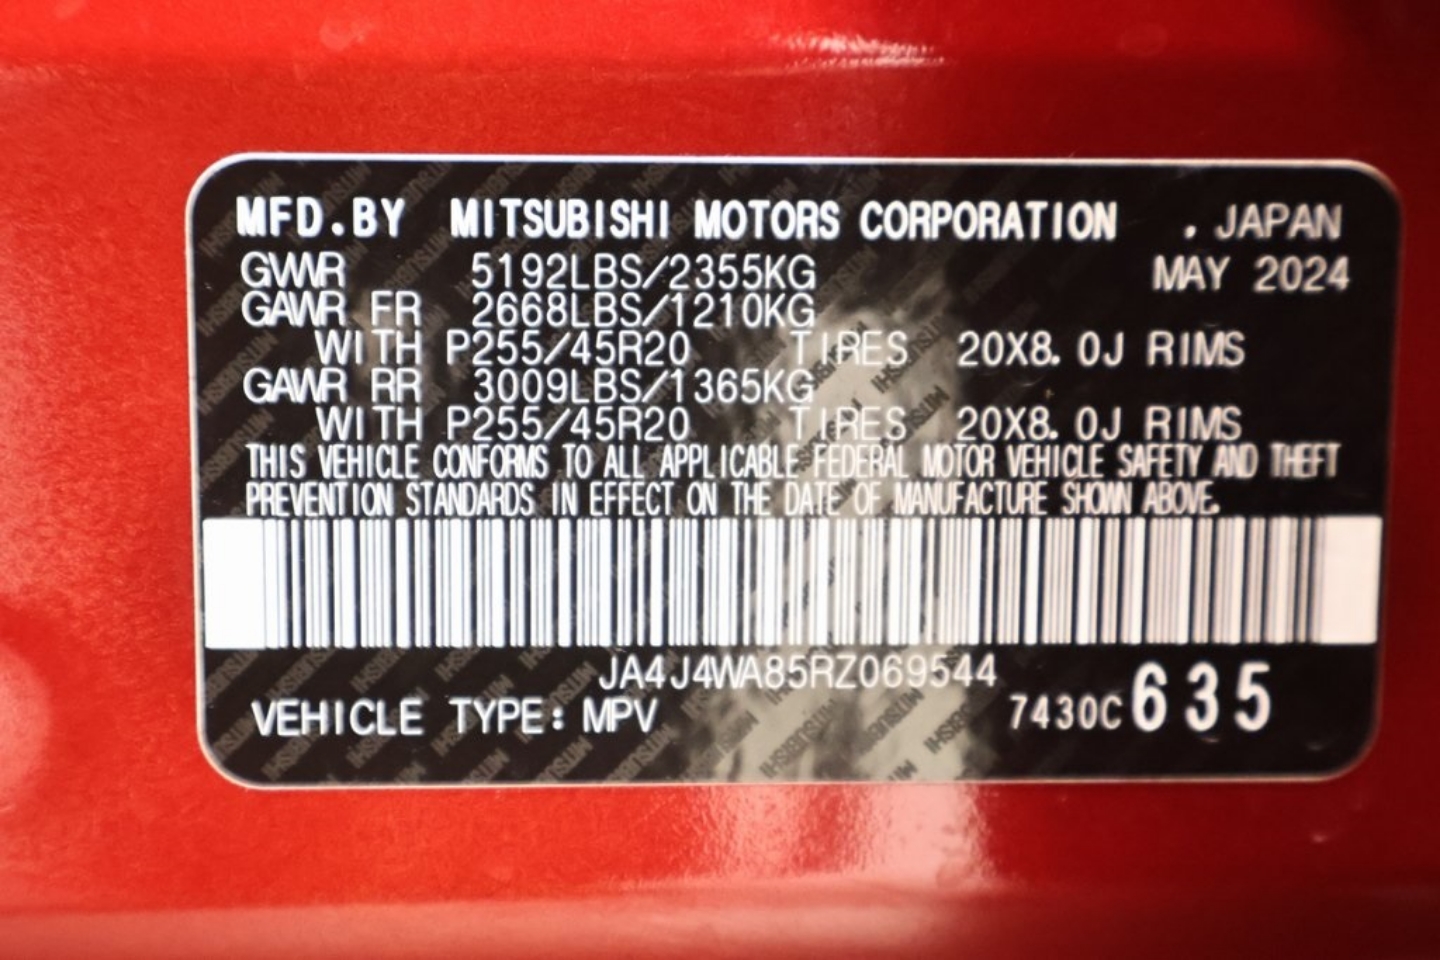 MFD.BY MITSUBISHI MOTORS CORPORATION , JAPAN
GVWR 5192LBS/2355KG MAY 2024
GAWR FR 2668LBS/1210KG
WITH P255/45R20 TIRES 20X8.0J RIMS
GAWR RR 3009LBS/1365KG
WITH P255/45R20 TIRES 20X8.0J RIMS
THIS VEHICLE CONFORMS TO ALL APPLICABLE FEDERAL MOTOR VEHICLE SAFETY AND THEFT
PREVENTION STANDARDS IN EFFECT ON THE DATE OF MANUFACTURE SHOWN ABOVE.
JA4J4WA85RZ069544
VEHICLE TYPE: MPV 7430C635